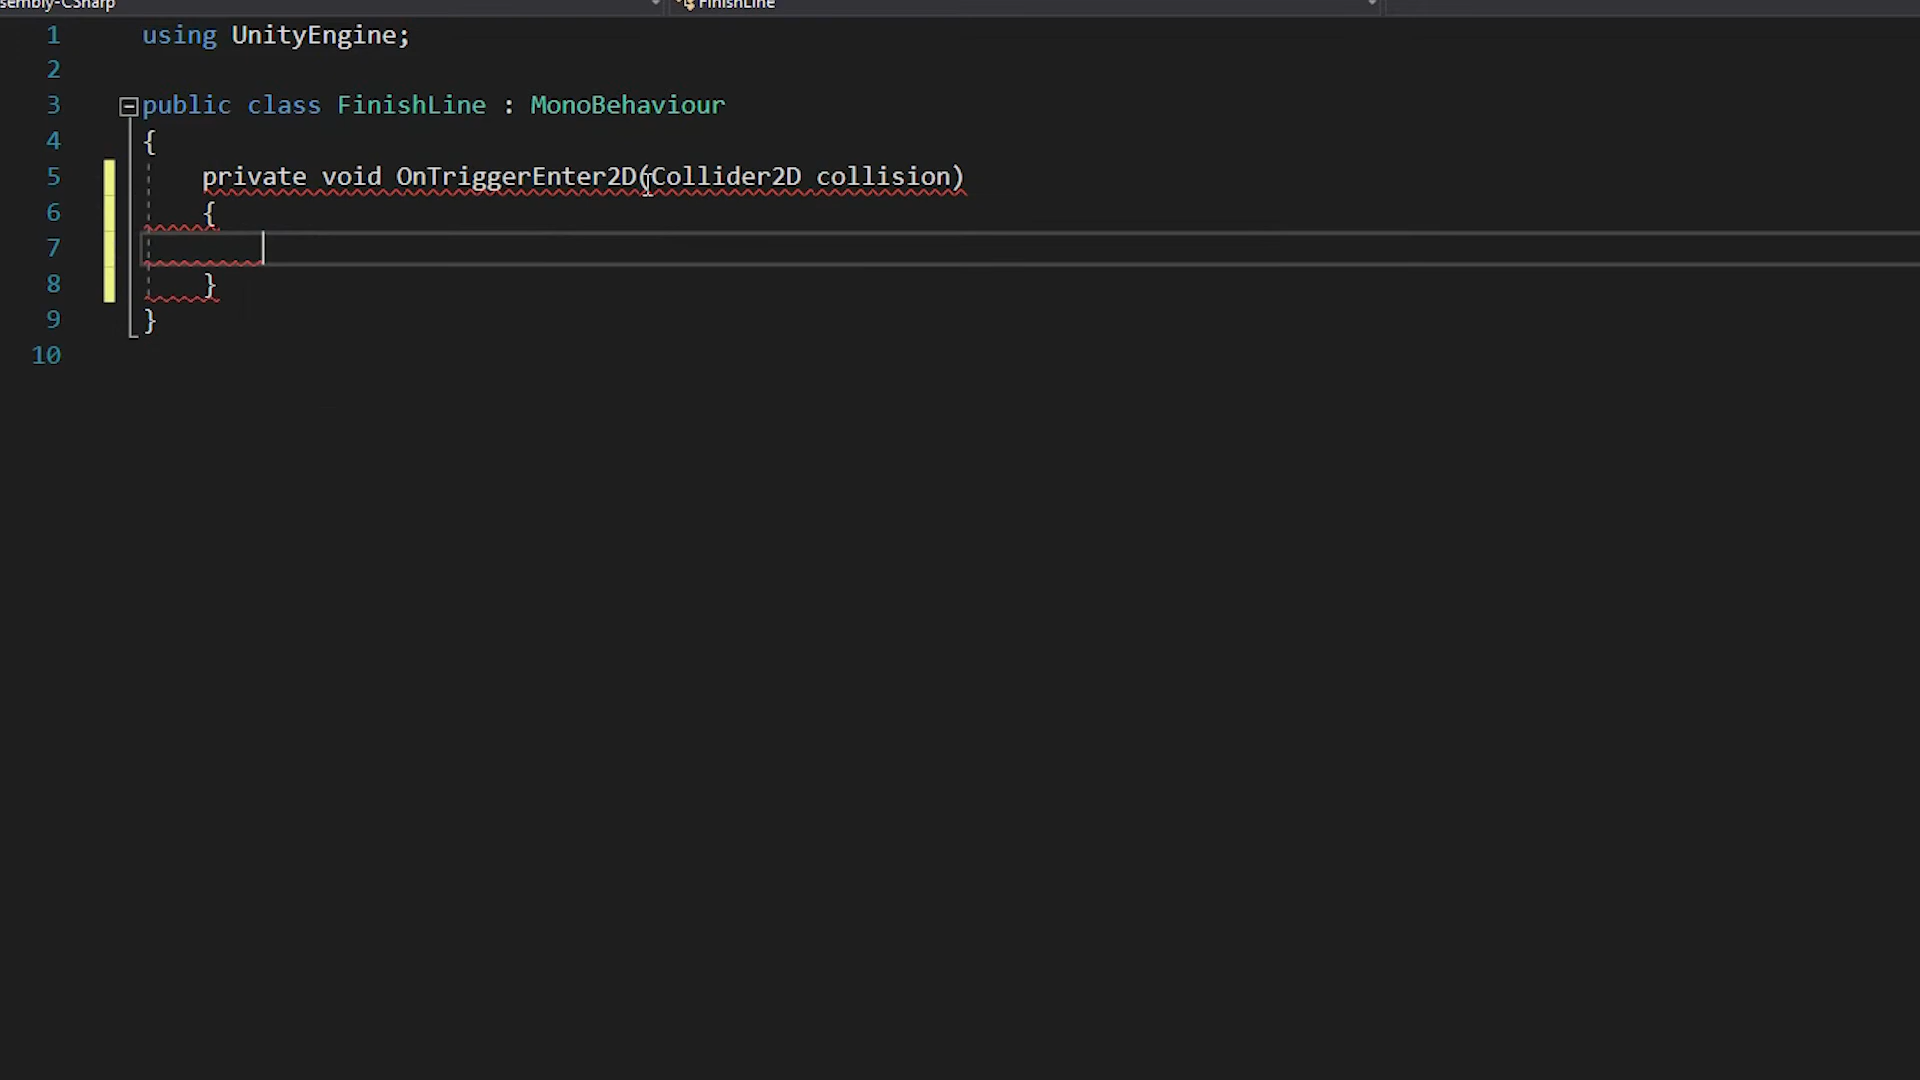 sembly-CSharp FinishLine
1 using UnityEngine;
2
3 public class FinishLine : MonoBehaviour
4 {
5 private void OnTriggerEnter2D(Collider2D collision)
6 {
7
8 }
9 }
10